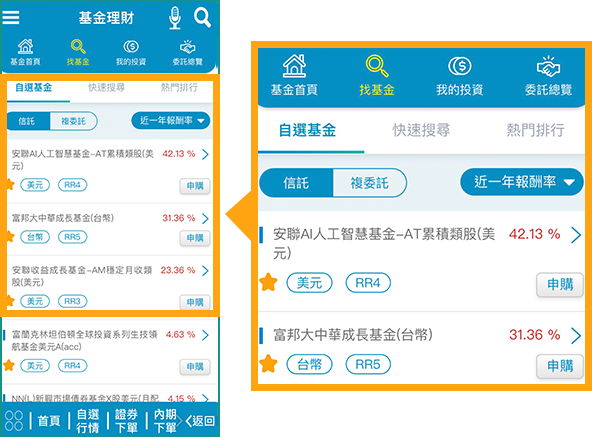 基金理財
基金首頁 找基金 我的投資 委託總覽
自選基金 快速搜尋 熱門排行
信託 複委託 近一年報酬率
安聯AI人工智慧基金-AT累積類股(美 42.13 %
元)
美元 RR4 申購
富邦大中華成長基金(台幣) 31.36 %
台幣 RR5 申購
安聯收益成長基金-AM穩定月收類 23.36 %
股(美元)
美元 RR3 申購
富蘭克林坦伯頓全球投資系列生技領 4.63 %
航基金美元A(acc)
美元 RR4 申購
NN(L)新興市場債券基金X股美元(月配 4.15 %
首頁 自選 證券 內期 返回
行情 下單 下單
基金首頁 找基金 我的投資 委託總覽
自選基金 快速搜尋 熱門排行
信託 複委託 近一年報酬率
安聯AI人工智慧基金-AT累積類股(美 42.13 %
元)
美元 RR4 申購
富邦大中華成長基金(台幣) 31.36 %
台幣 RR5 申購